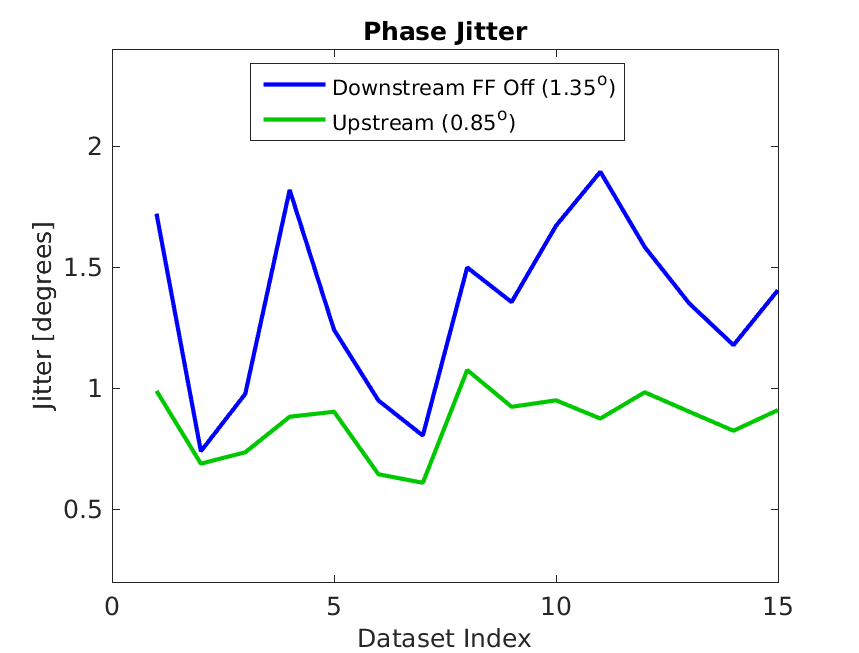 Phase Jitter
Downstream FF Off (1.35°)
Upstream (0.85°)
Jitter [degrees]
2
1.5
1
0.5
0 5 10 15
Dataset Index